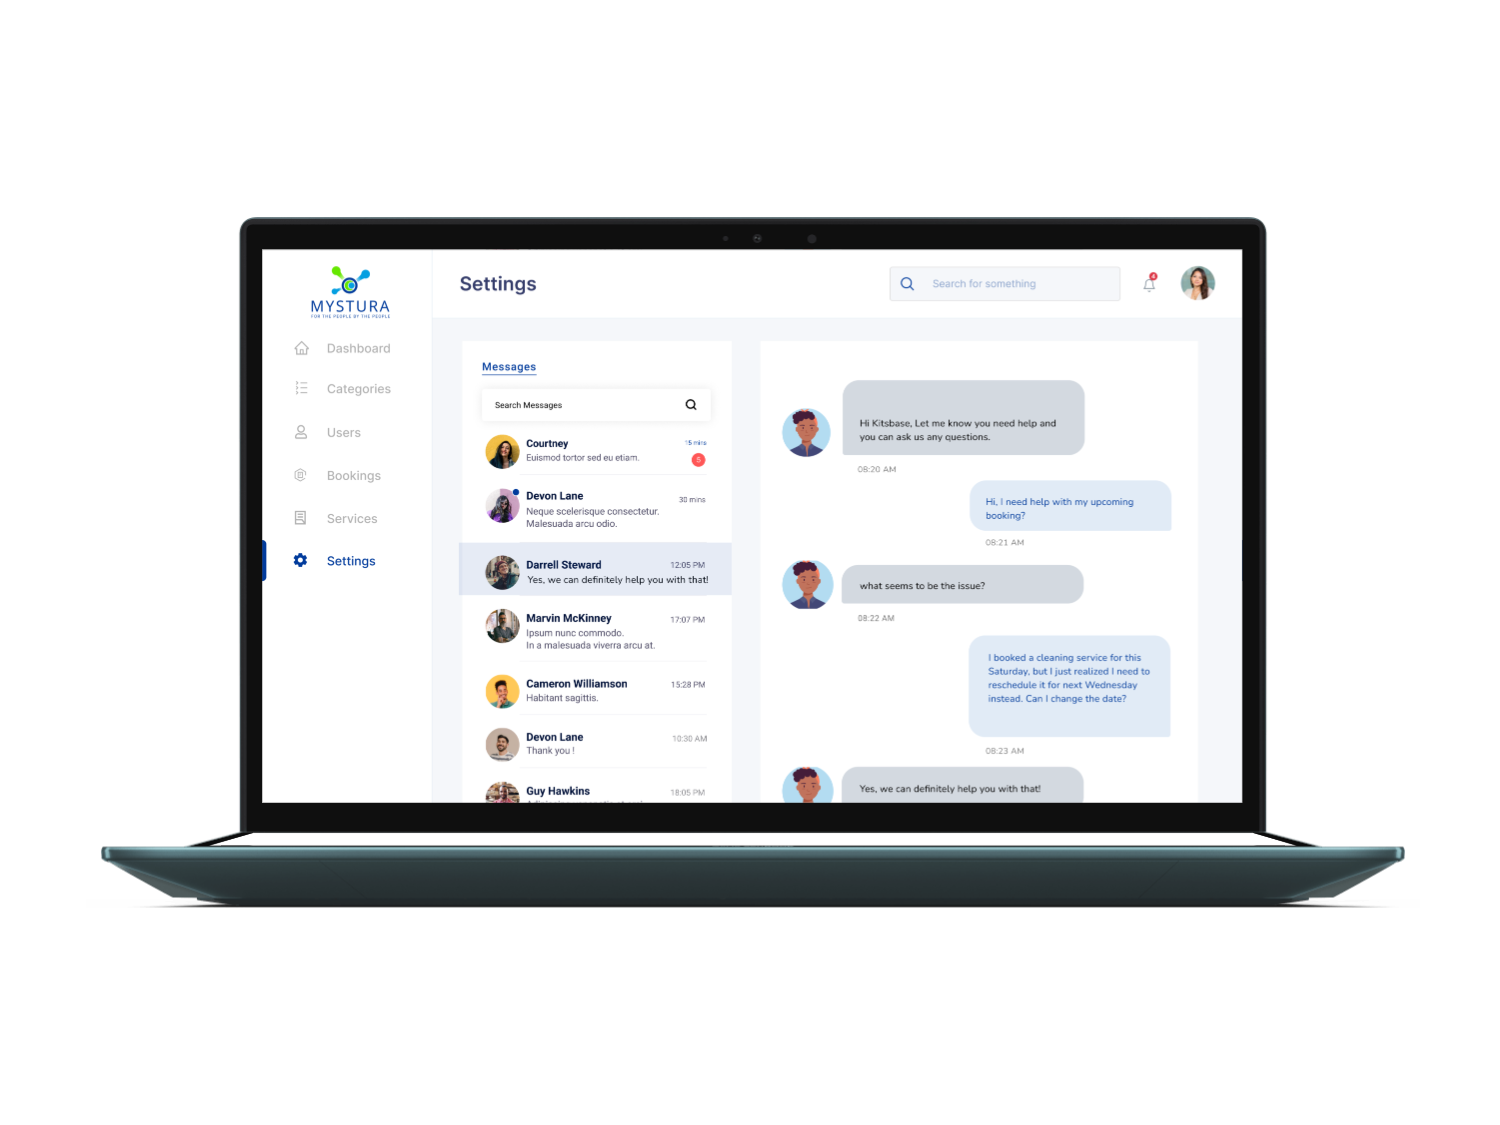 MYSTURA
FOR THE PEOPLE BY THE PEOPLE
Dashboard
Categories
Users
Bookings
Services
Settings
Settings
Search for something
4
Messages
Search Messages
Courtney
15 mins
Euismod tortor sed eu etiam.
5
Devon Lane
30 mins
Neque scelerisque consectetur.
Malesuada arcu odio.
Darrell Steward
12:05 PM
Yes, we can definitely help you with that!
Marvin McKinney
17:07 PM
Ipsum nunc commodo.
In a malesuada viverra arcu at.
Cameron Williamson
15:28 PM
Habitant sagittis.
Devon Lane
10:30 AM
Thank you !
Guy Hawkins
18:05 PM
Hi Kitsbase, Let me know you need help and
you can ask us any questions.
08:20 AM
Hi, I need help with my upcoming
booking?
08:21 AM
what seems to be the issue?
08:22 AM
I booked a cleaning service for this
Saturday, but I just realized I need to
reschedule it for next Wednesday
instead. Can I change the date?
08:23 AM
Yes, we can definitely help you with that!